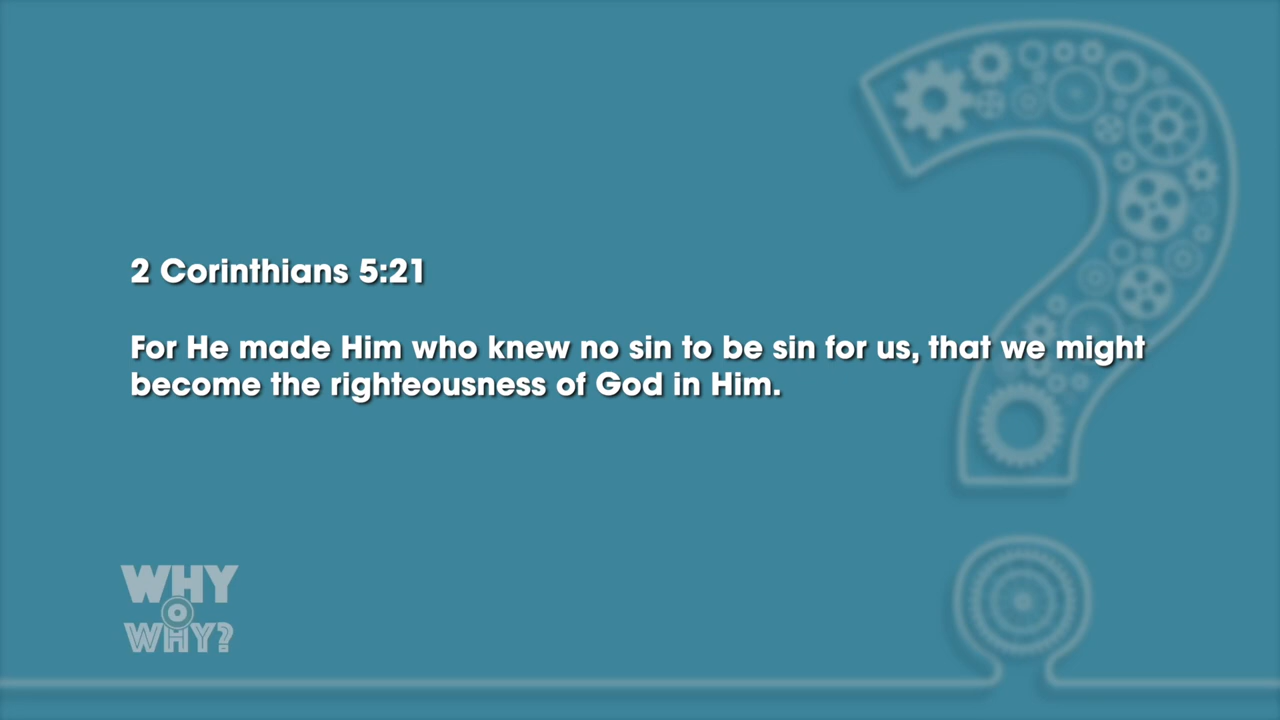 2 Corinthians 5:21
For He made Him who knew no sin to be sin for us, that we might
become the righteousness of God in Him.
WHY
O
WHY?